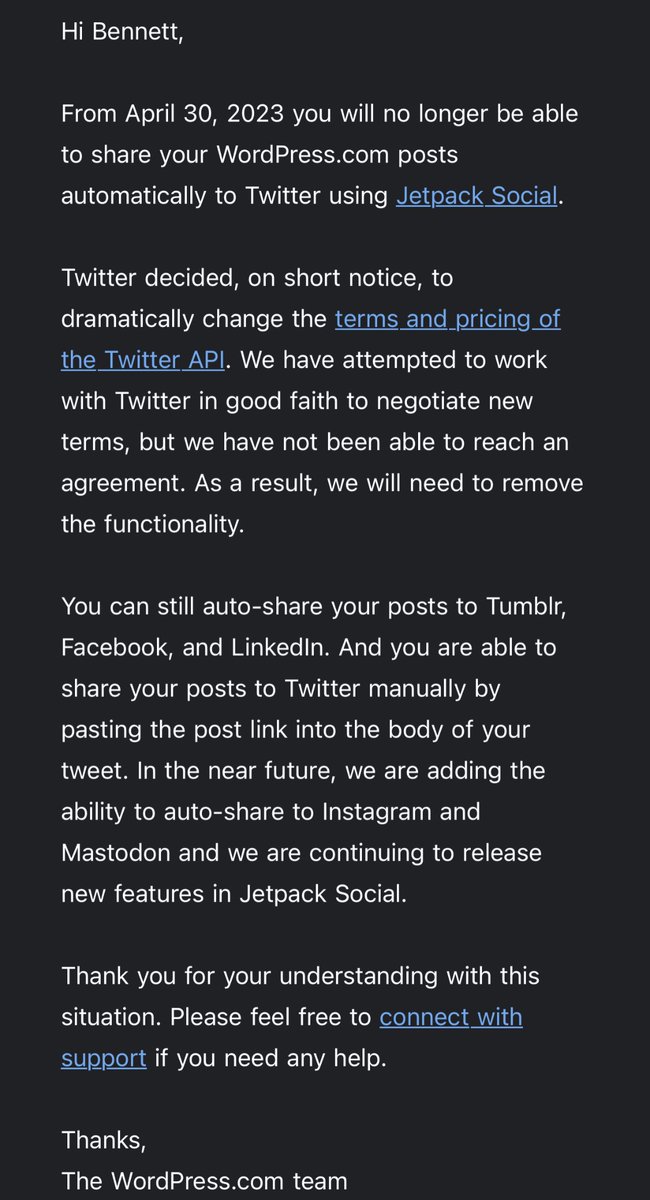 Hi Bennett,
From April 30, 2023 you will no longer be able
to share your WordPress.com posts
automatically to Twitter using Jetpack Social.
Twitter decided, on short notice, to
dramatically change the terms and pricing of
the Twitter API. We have attempted to work
with Twitter in good faith to negotiate new
terms, but we have not been able to reach an
agreement. As a result, we will need to remove
the functionality.
You can still auto-share your posts to Tumblr,
Facebook, and LinkedIn. And you are able to
share your posts to Twitter manually by
pasting the post link into the body of your
tweet. In the near future, we are adding the
ability to auto-share to Instagram and
Mastodon and we are continuing to release
new features in Jetpack Social.
Thank you for your understanding with this
situation. Please feel free to connect with
support if you need any help.
Thanks,
The WordPress.com team